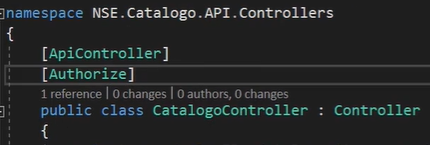 namespace NSE.Catalogo.API.Controllers
{
[ApiController]
[Authorize]
1 reference | 0 changes | 0 authors, 0 changes
public class CatalogoController : Controller
{